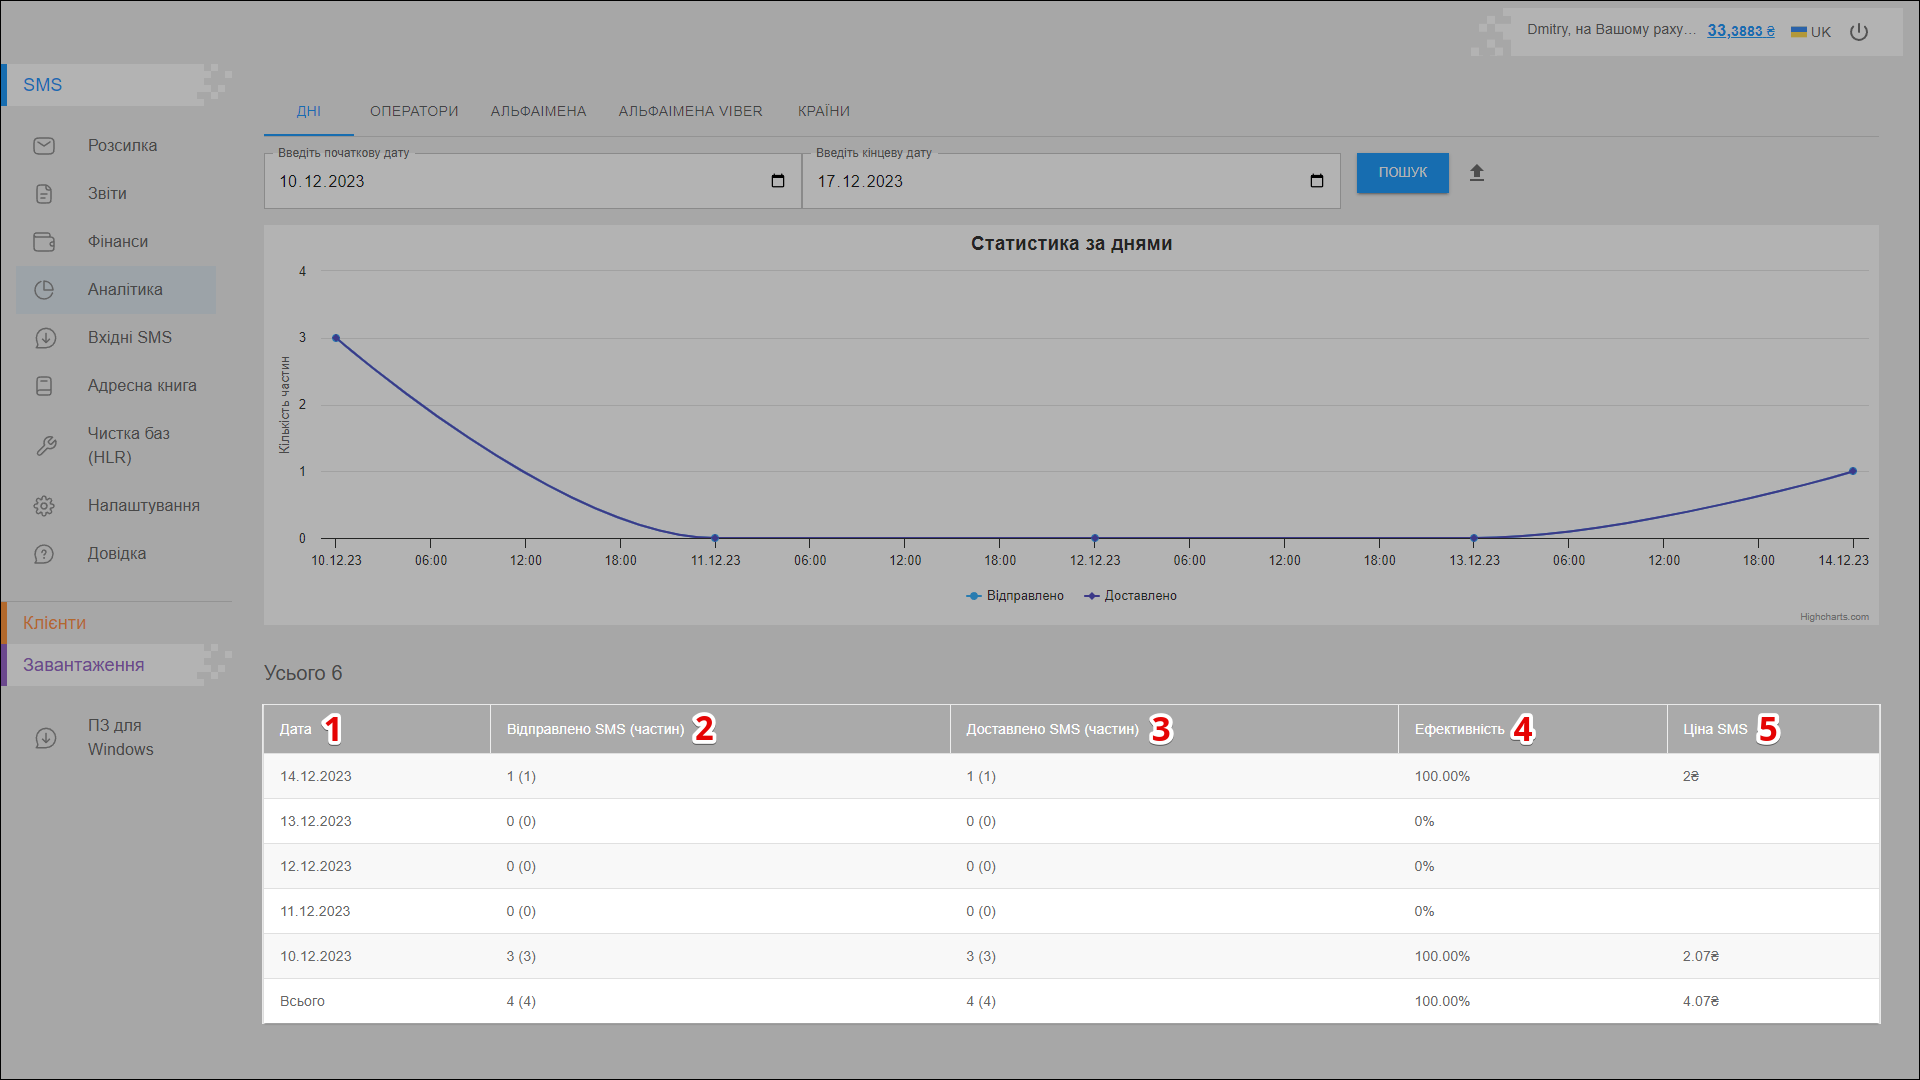 Dmitry, на Вашому раху... 33,3883 ₴ UK
SMS
Розсилка
Звіти
Фінанси
Аналітика
Вхідні SMS
Адресна книга
Чистка баз
(HLR)
Налаштування
Довідка
Клієнти
Завантаження
ПЗ для
Windows
ДНІ ОПЕРАТОРИ АЛЬФАІМЕНА АЛЬФАІМЕНА VIBER КРАЇНИ
Введіть початкову дату Введіть кінцеву дату
10.12.2023 17.12.2023 ПОШУК
Статистика за днями
Кількість частин
4
3
2
1
0
10.12.23 06:00 12:00 18:00 11.12.23 06:00 12:00 18:00 12.12.23 06:00 12:00 18:00 13.12.23 06:00 12:00 18:00 14.12.23
Відправлено Доставлено
Highcharts.com
Усього 6
Дата 1 Відправлено SMS (частин) 2 Доставлено SMS (частин) 3 Ефективність 4 Ціна SMS 5
14.12.2023 1 (1) 1 (1) 100.00% 2₴
13.12.2023 0 (0) 0 (0) 0%
12.12.2023 0 (0) 0 (0) 0%
11.12.2023 0 (0) 0 (0) 0%
10.12.2023 3 (3) 3 (3) 100.00% 2.07₴
Всього 4 (4) 4 (4) 100.00% 4.07₴